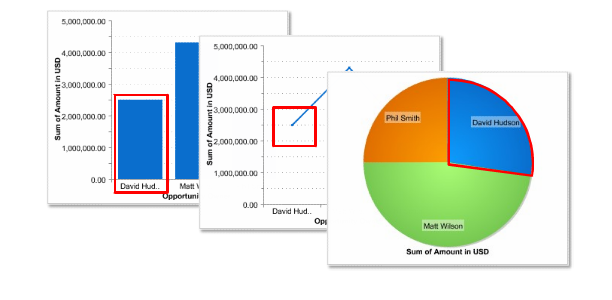 5,000,000.00
4,000,000.00
3,000,000.00
2,000,000.00
1,000,000.00
0.00
Sum of Amount in USD
David Hud..
Matt W
Opportuni
5,000,000.00
4,000,000.00
3,000,000.00
2,000,000.00
1,000,000.00
0.00
Sum of Amount in USD
David Hud..
Opp
Phil Smith
David Hudson
Matt Wilson
Sum of Amount in USD